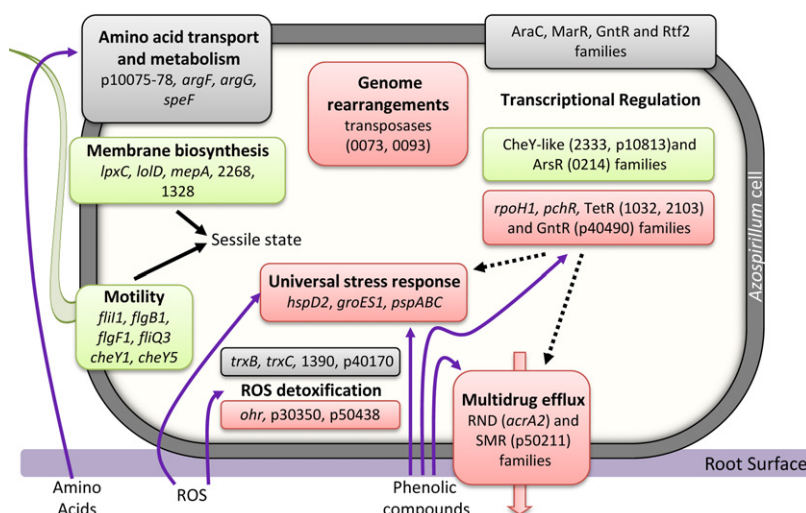 Amino acid transport
and metabolism
p10075-78, argF, argG,
speF
AraC, MarR, GntR and Rtf2
families
Genome
rearrangements
transposases
(0073, 0093)
Transcriptional Regulation
CheY-like (2333, p10813)and
ArsR (0214) families
Membrane biosynthesis
lpxC, lolD, mepA, 2268,
1328
rpoH1, pchR, TetR (1032, 2103)
and GntR (p40490) families
Sessile state
Azospirillum cell
Universal stress response
hspD2, groES1, pspABC
Motility
fliI1, flgB1,
flgF1, fliQ3
cheY1, cheY5
trxB, trxC, 1390, p40170
ROS detoxification
ohr, p30350, p50438
Multidrug efflux
RND (acrA2) and
SMR (p50211)
families
Root Surface
Amino
Acids
ROS
Phenolic
compounds